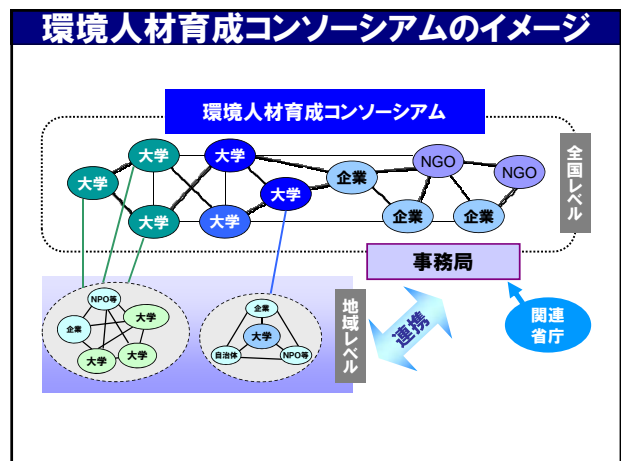 環境人材育成コンソーシアムのイメージ
環境人材育成コンソーシアム
大学
大学
大学
大学
大学
大学
企業
企業
企業
NGO
NGO
全国レベル
事務局
関連
省庁
連携
地域レベル
NPO等
企業
大学
大学
大学
企業
大学
自治体
NPO等